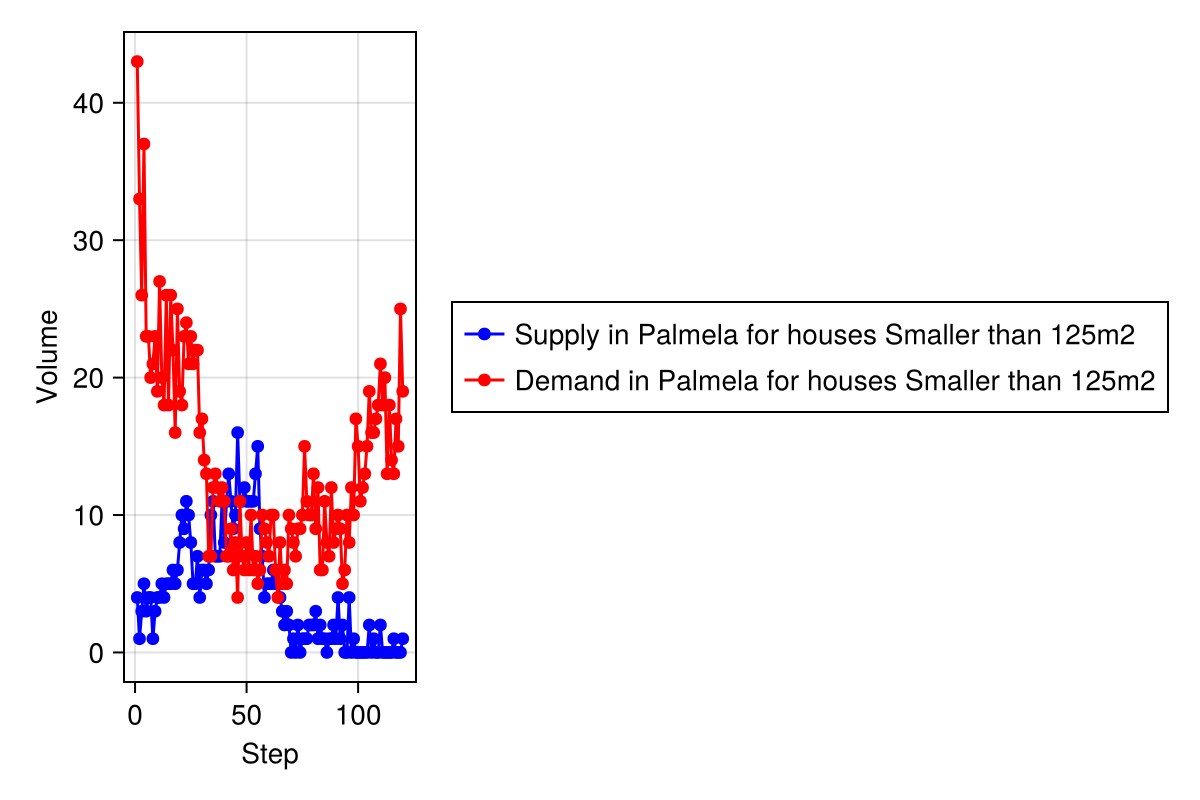 Volume
40
30
20
10
0
0 50 100
Step
Supply in Palmela for houses Smaller than 125m2
Demand in Palmela for houses Smaller than 125m2